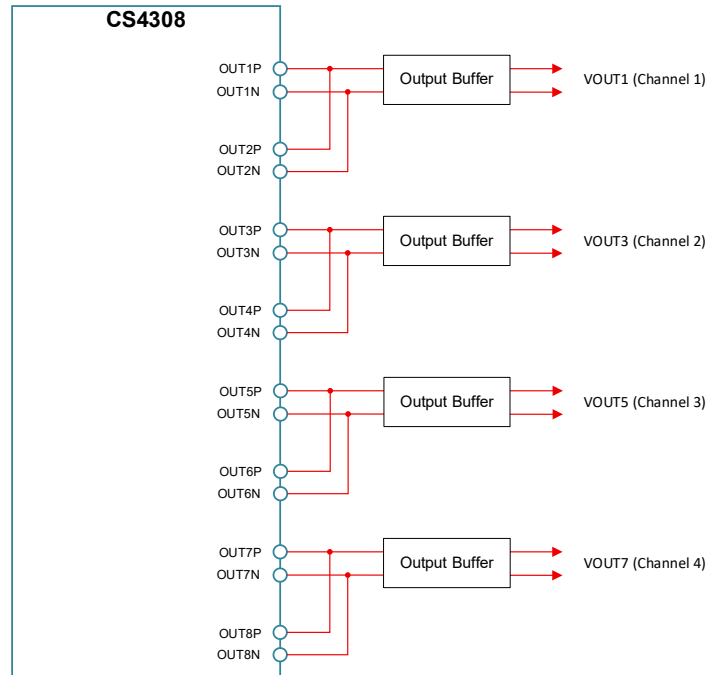 CS4308
OUT1P
OUT1N
Output Buffer
VOUT1 (Channel 1)
OUT2P
OUT2N
OUT3P
OUT3N
Output Buffer
VOUT3 (Channel 2)
OUT4P
OUT4N
OUT5P
OUT5N
Output Buffer
VOUT5 (Channel 3)
OUT6P
OUT6N
OUT7P
OUT7N
Output Buffer
VOUT7 (Channel 4)
OUT8P
OUT8N